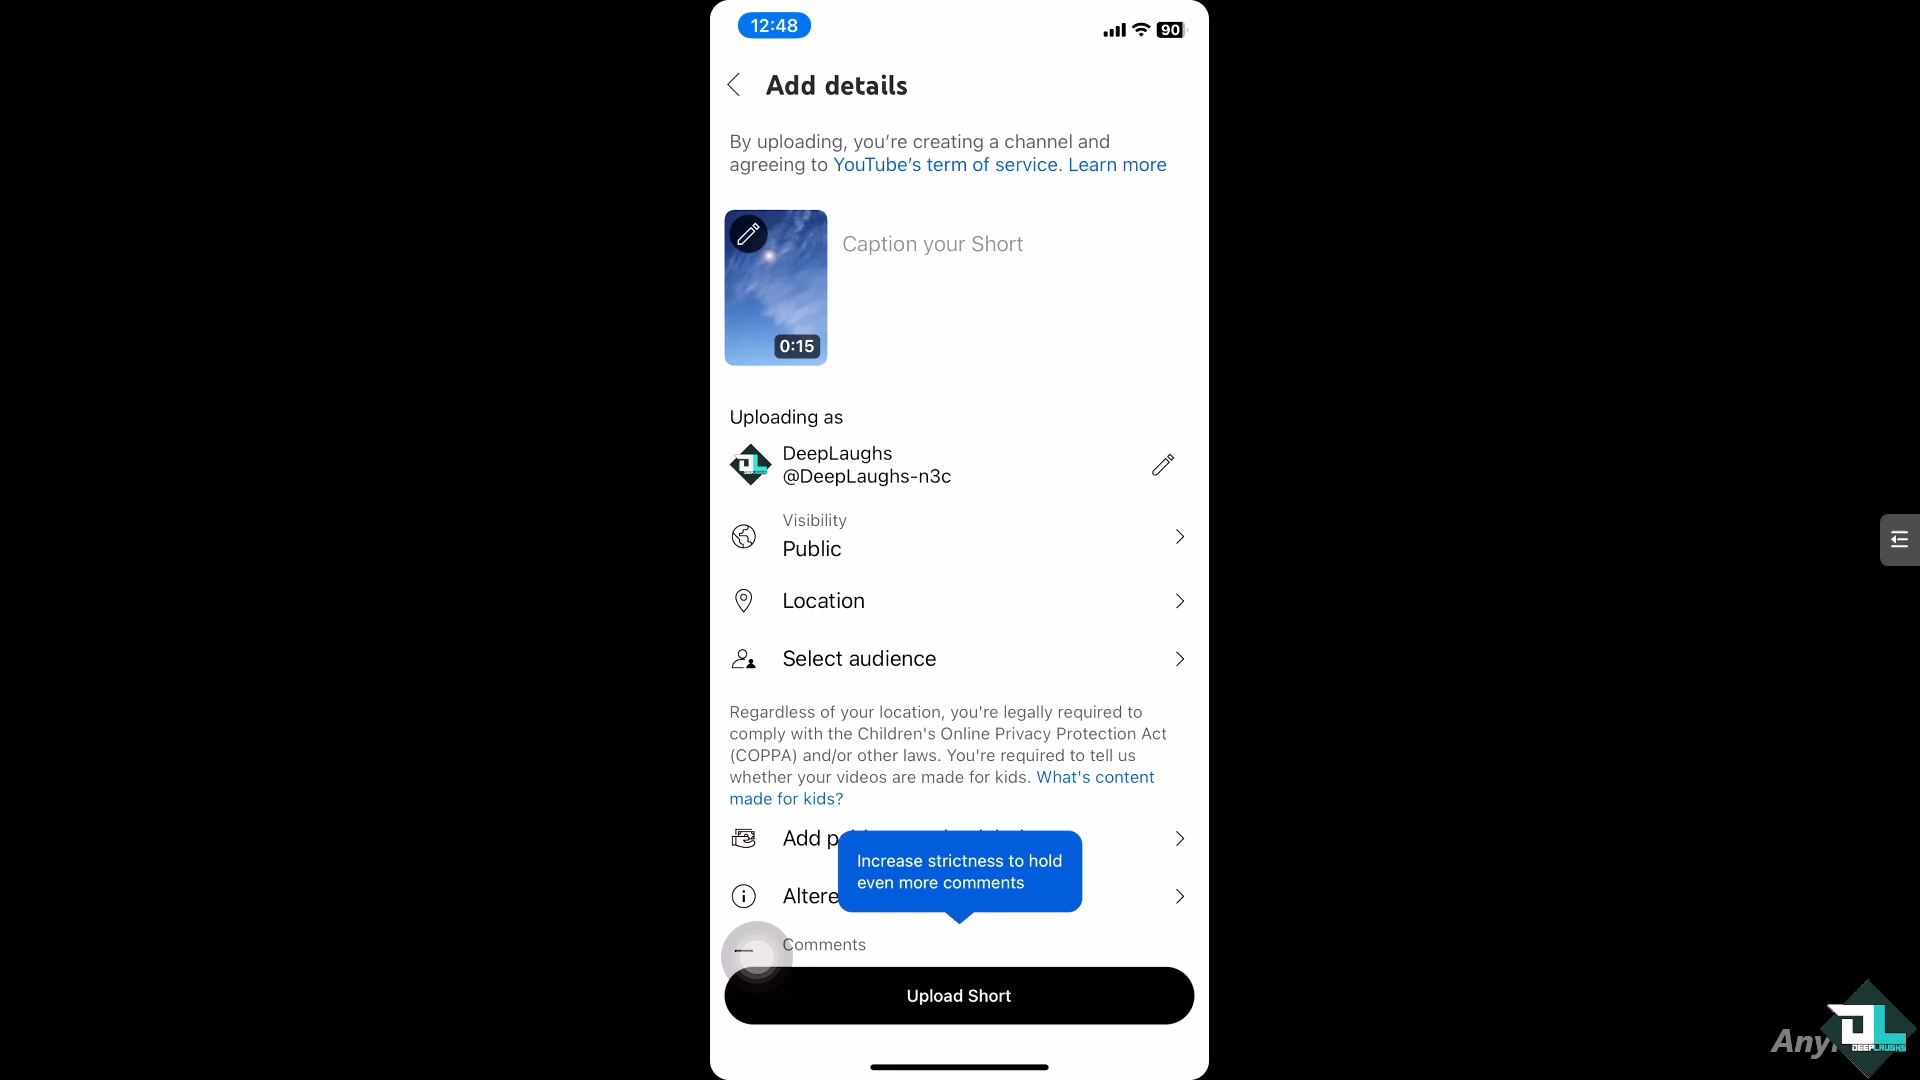 12:48
90
Add details
By uploading, you’re creating a channel and
agreeing to YouTube’s term of service. Learn more
Caption your Short
0:15
Uploading as
DeepLaughs
@DeepLaughs-n3c
Visibility
Public
Location
Select audience
Regardless of your location, you're legally required to
comply with the Children's Online Privacy Protection Act
(COPPA) and/or other laws. You're required to tell us
whether your videos are made for kids. What's content
made for kids?
Add
Increase strictness to hold
even more comments
Comments
Upload Short
DL
DEEPLAUGHS